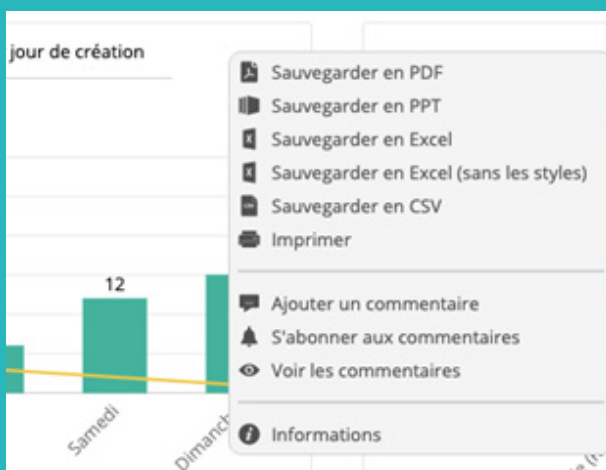 jour de création
Sauvegarder en PDF
Sauvegarder en PPT
Sauvegarder en Excel
Sauvegarder en Excel (sans les styles)
Sauvegarder en CSV
Imprimer
12
Ajouter un commentaire
S'abonner aux commentaires
Voir les commentaires
Samedi
Dimanch
Informations